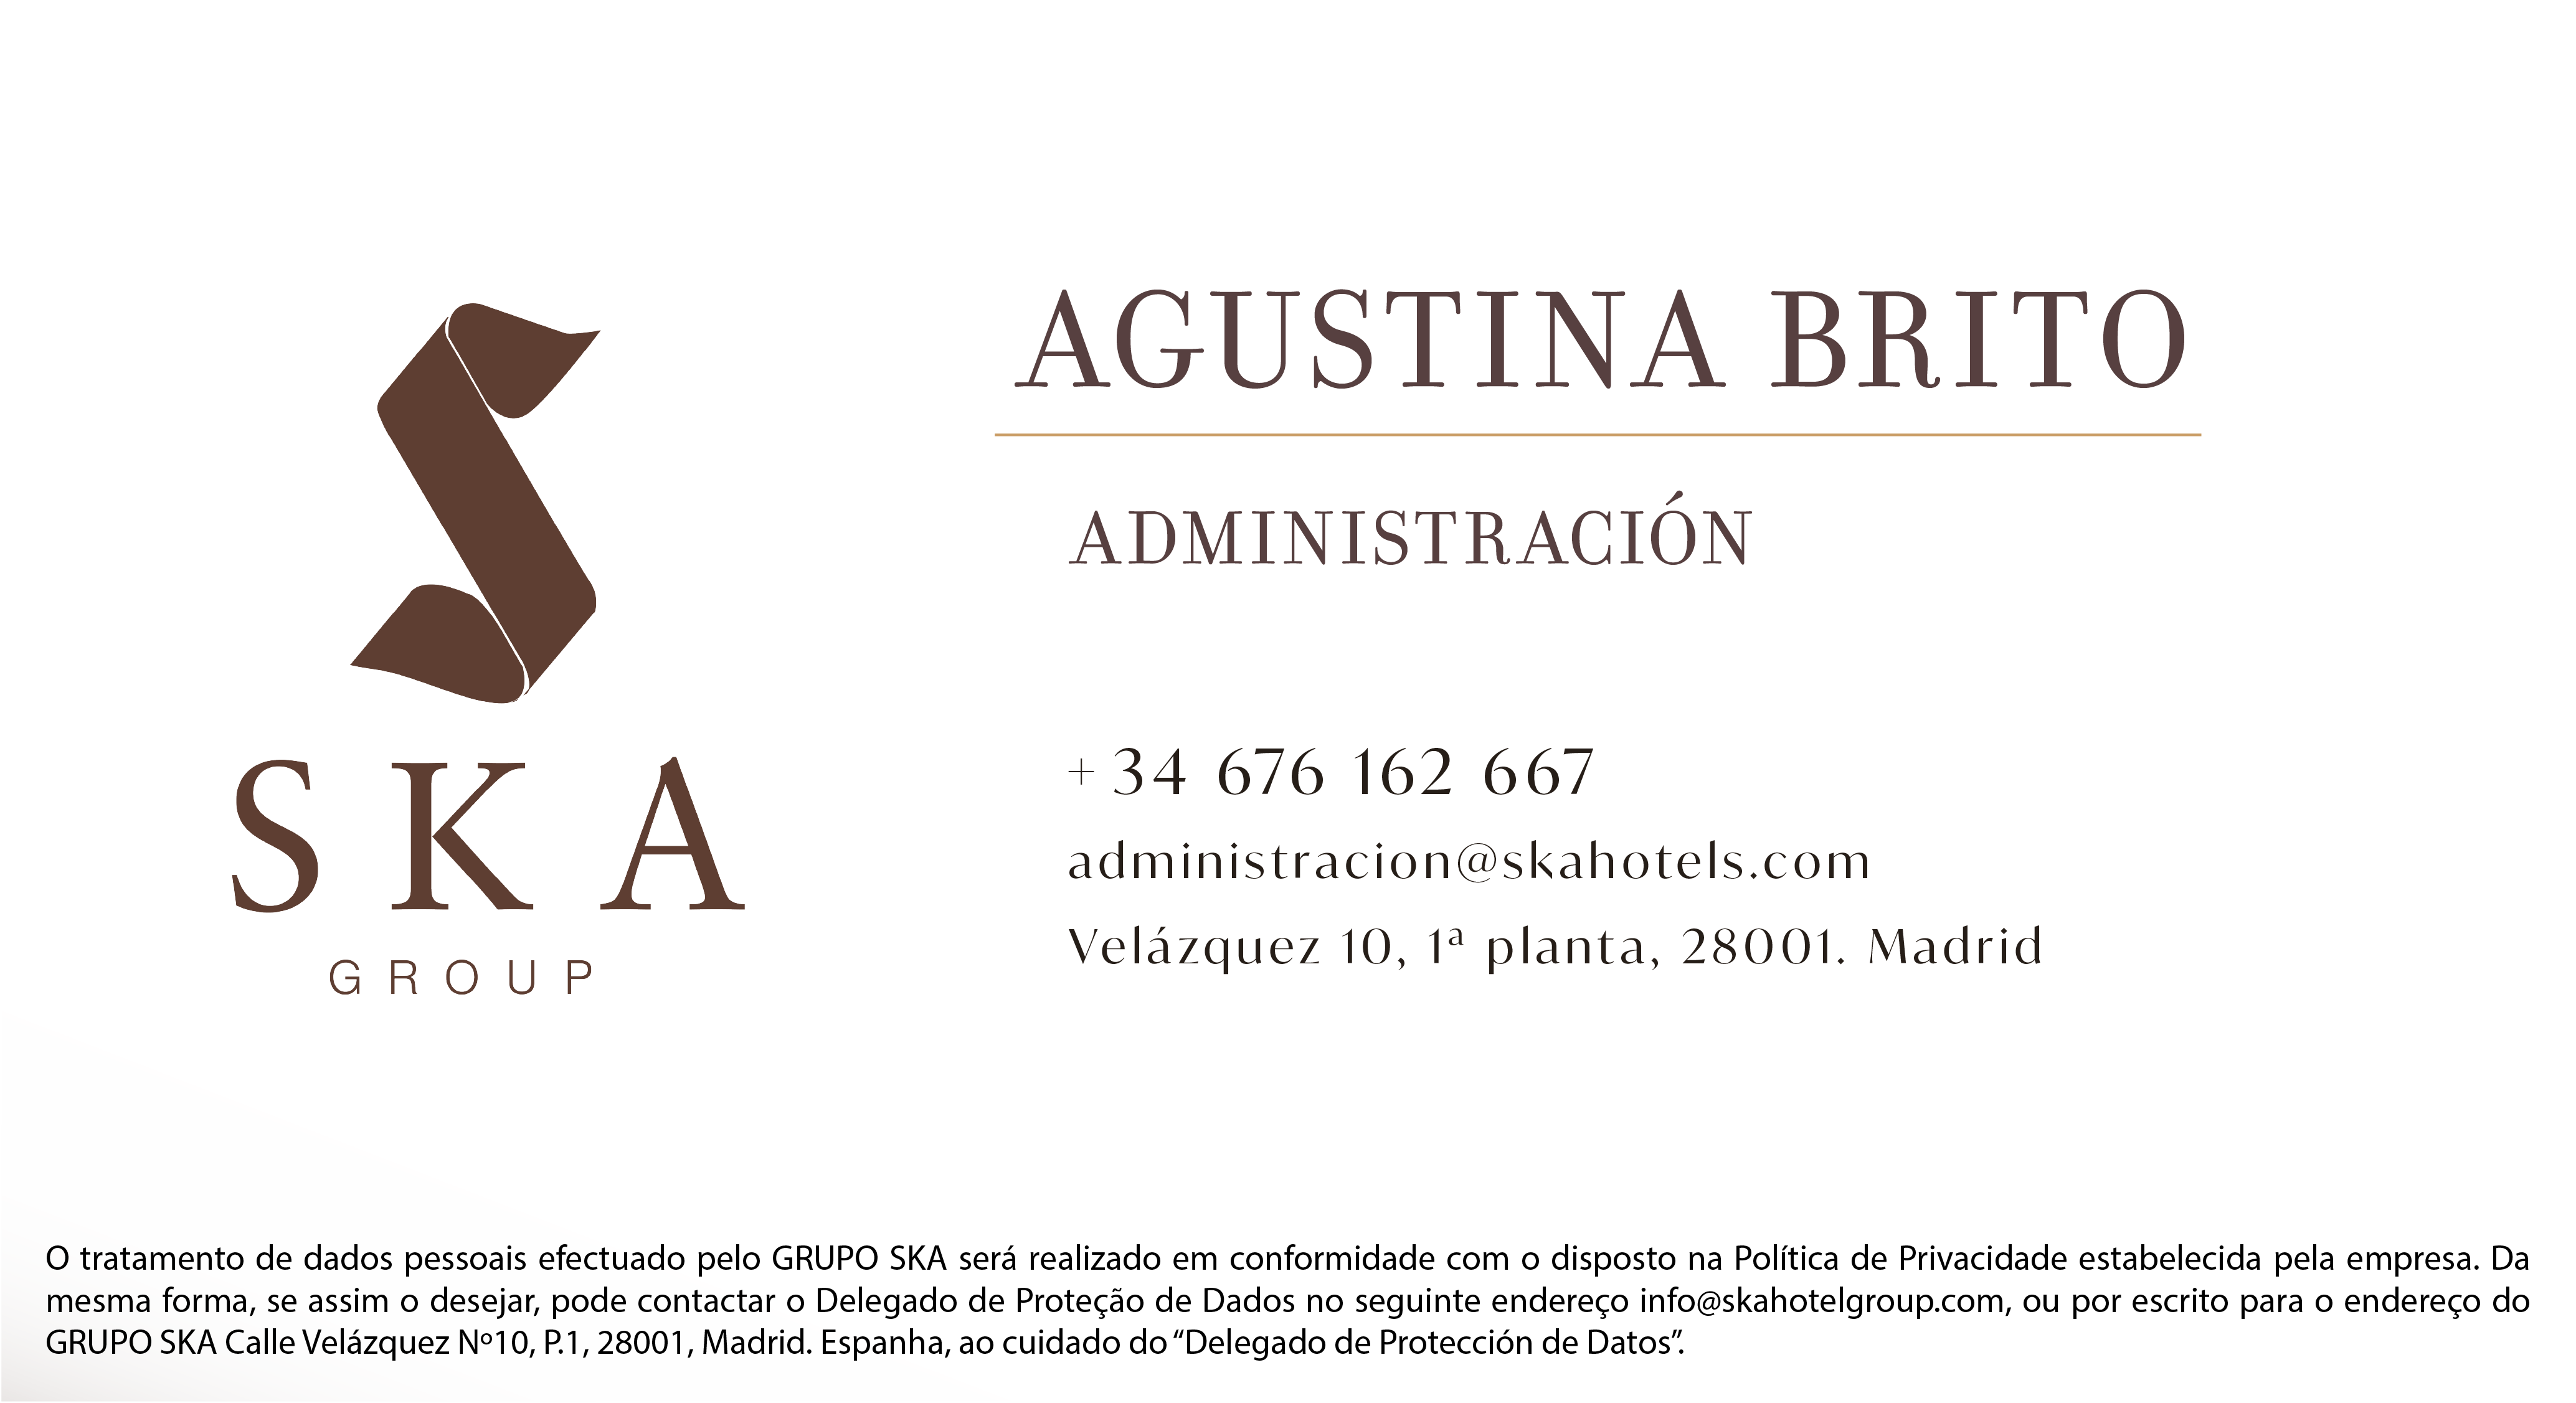 AGUSTINA BRITO
ADMINISTRACIÓN
SKA
GROUP
+ 34 676 162 667
administracion@skahotels.com
Velázquez 10, 1ª planta, 28001. Madrid
O tratamento de dados pessoais efectuado pelo GRUPO SKA será realizado em conformidade com o disposto na Política de Privacidade estabelecida pela empresa. Da
mesma forma, se assim o desejar, pode contactar o Delegado de Proteção de Dados no seguinte endereço info@skahotelgroup.com, ou por escrito para o endereço do
GRUPO SKA Calle Velázquez Nº10, P.1, 28001, Madrid. Espanha, ao cuidado do “Delegado de Protección de Datos”.